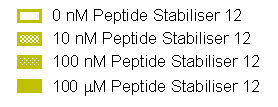 0 nM Peptide Stabiliser 12
10 nM Peptide Stabiliser 12
100 nM Peptide Stabiliser 12
100 µM Peptide Stabiliser 12